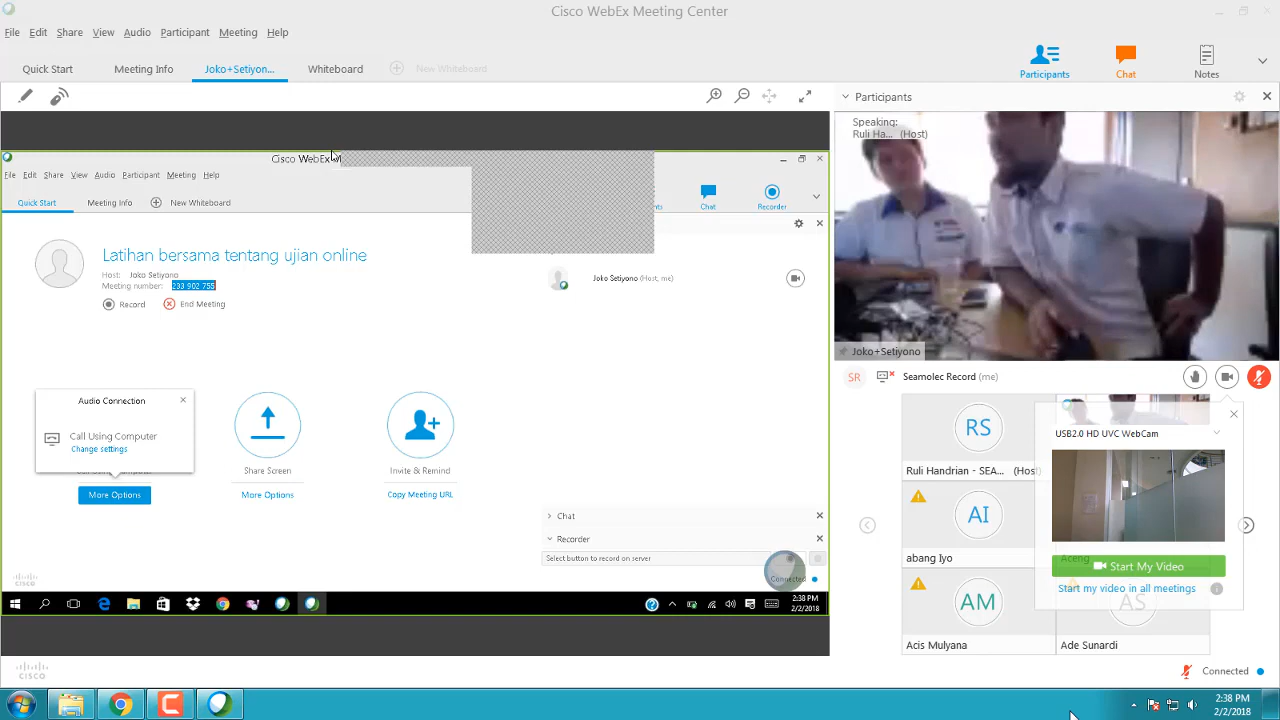 Cisco WebEx Meeting Center
File Edit Share View Audio Participant Meeting Help
Quick Start Meeting Info Joko+Setiyon... Whiteboard New Whiteboard
Participants Chat Notes
Participants
Speaking:
Ruli Ha... (Host)
Cisco WebEx M
File Edit Share View Audio Participant Meeting Help
Quick Start Meeting Info New Whiteboard
nts Chat Recorder
Latihan bersama tentang ujian online
Host: Joko Setiyono
Meeting number: 233 902 755
Record End Meeting
Joko Setiyono (Host, me)
Audio Connection
Call Using Computer
Change settings
More Options
Share Screen
More Options
Invite & Remind
Copy Meeting URL
Chat
Recorder
Select button to record on server
Connected
cisco
2:38 PM
2/2/2018
Joko+Setiyono
SR Seamolec Record (me)
RS
Ruli Handrian - SEA... (Host)
AI
abang Iyo
Aceng
AM
Acis Mulyana
AS
Ade Sunardi
USB2.0 HD UVC WebCam
Start My Video
Start my video in all meetings
cisco
Connected
2:38 PM
2/2/2018